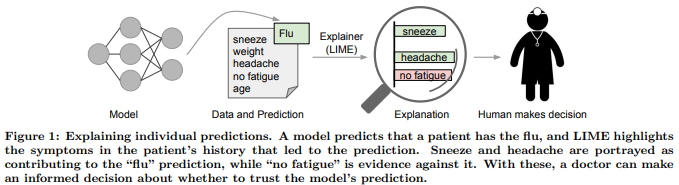 Flu
sneeze
weight
headache
no fatigue
age
Explainer
(LIME)
sneeze
headache
no fatigue
Model
Data and Prediction
Explanation
Human makes decision
Figure 1: Explaining individual predictions. A model predicts that a patient has the flu, and LIME highlights
the symptoms in the patient's history that led to the prediction. Sneeze and headache are portrayed as
contributing to the "flu" prediction, while "no fatigue" is evidence against it. With these, a doctor can make
an informed decision about whether to trust the model's prediction.